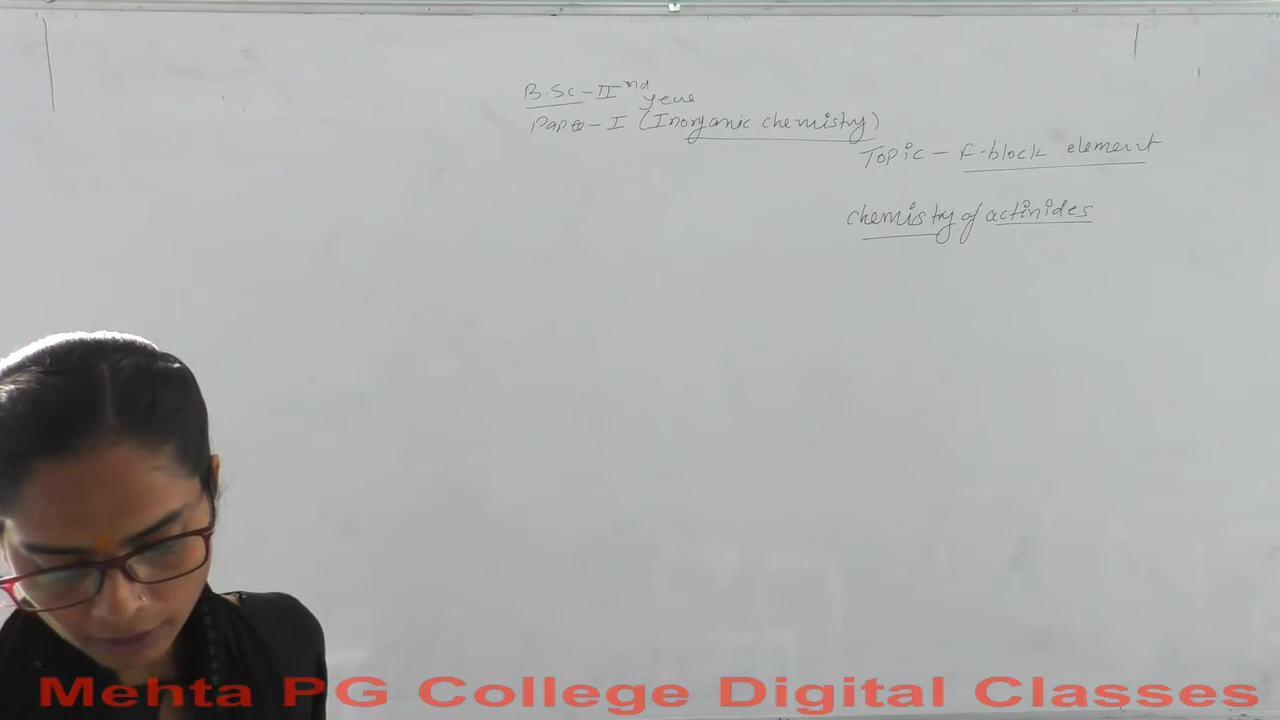 B.Sc - II nd year
Paper - I (Inorganic chemistry)
Topic - F-block element
chemistry of actinides
Mehta PG College Digital Classes